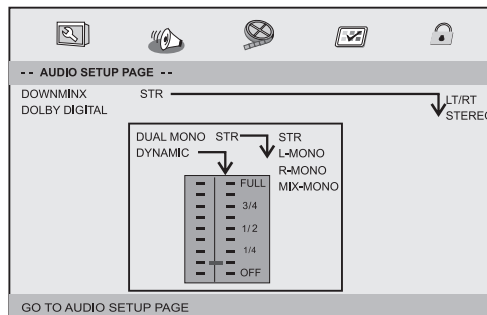 -- AUDIO SETUP PAGE --
DOWNMINX STR LT/RT
DOLBY DIGITAL STEREO
DUAL MONO STR STR
DYNAMIC L-MONO
R-MONO
FULL MIX-MONO
3/4
1/2
1/4
OFF
GO TO AUDIO SETUP PAGE